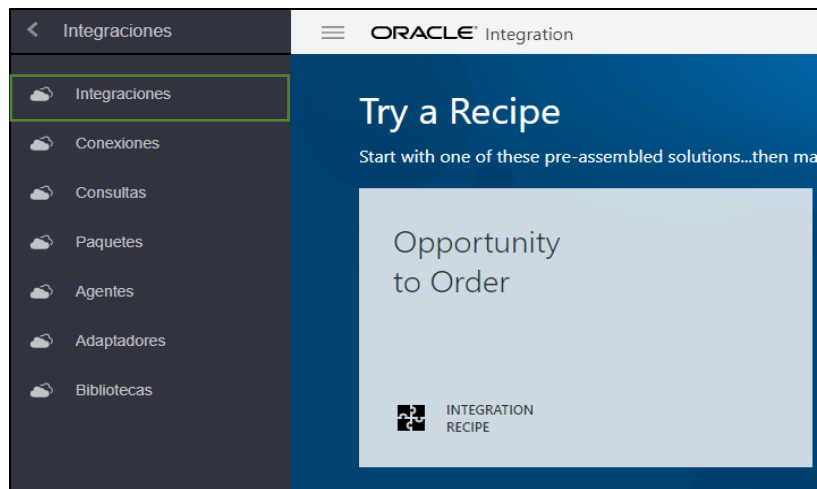 Integraciones
Integraciones
Conexiones
Consultas
Paquetes
Agentes
Adaptadores
Bibliotecas
ORACLE® Integration
Try a Recipe
Start with one of these pre-assembled solutions...then ma
Opportunity
to Order
INTEGRATION
RECIPE